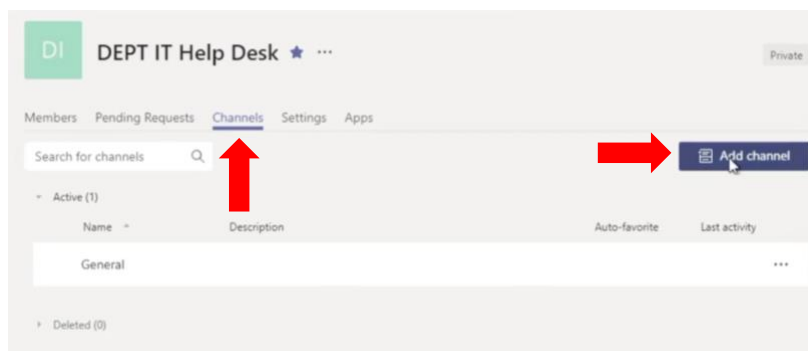 DI DEPT IT Help Desk ★ ···
Private
Members Pending Requests Channels Settings Apps
Search for channels Add channel
Active (1)
Name Description Auto-favorite Last activity
General ···
Deleted (0)